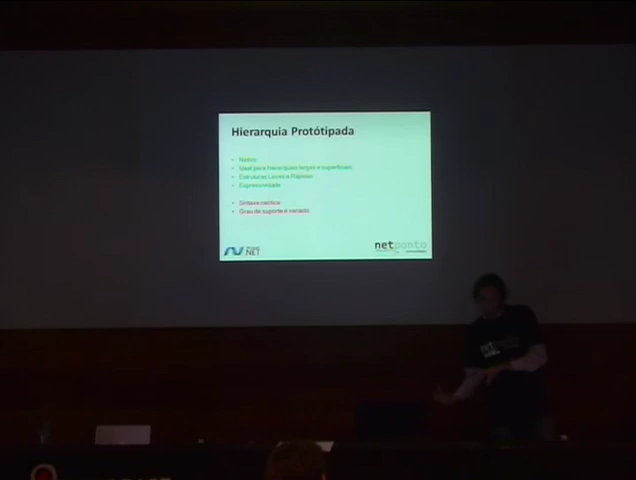 Hierarquia Protótipada
• Nativo
• Ideal para hierarquias largas e superficiais
• Estruturas Leves e Rápidas
• Expressividade
• Sintaxe caótica
• Grau de suporte é variado
.NET
netponto